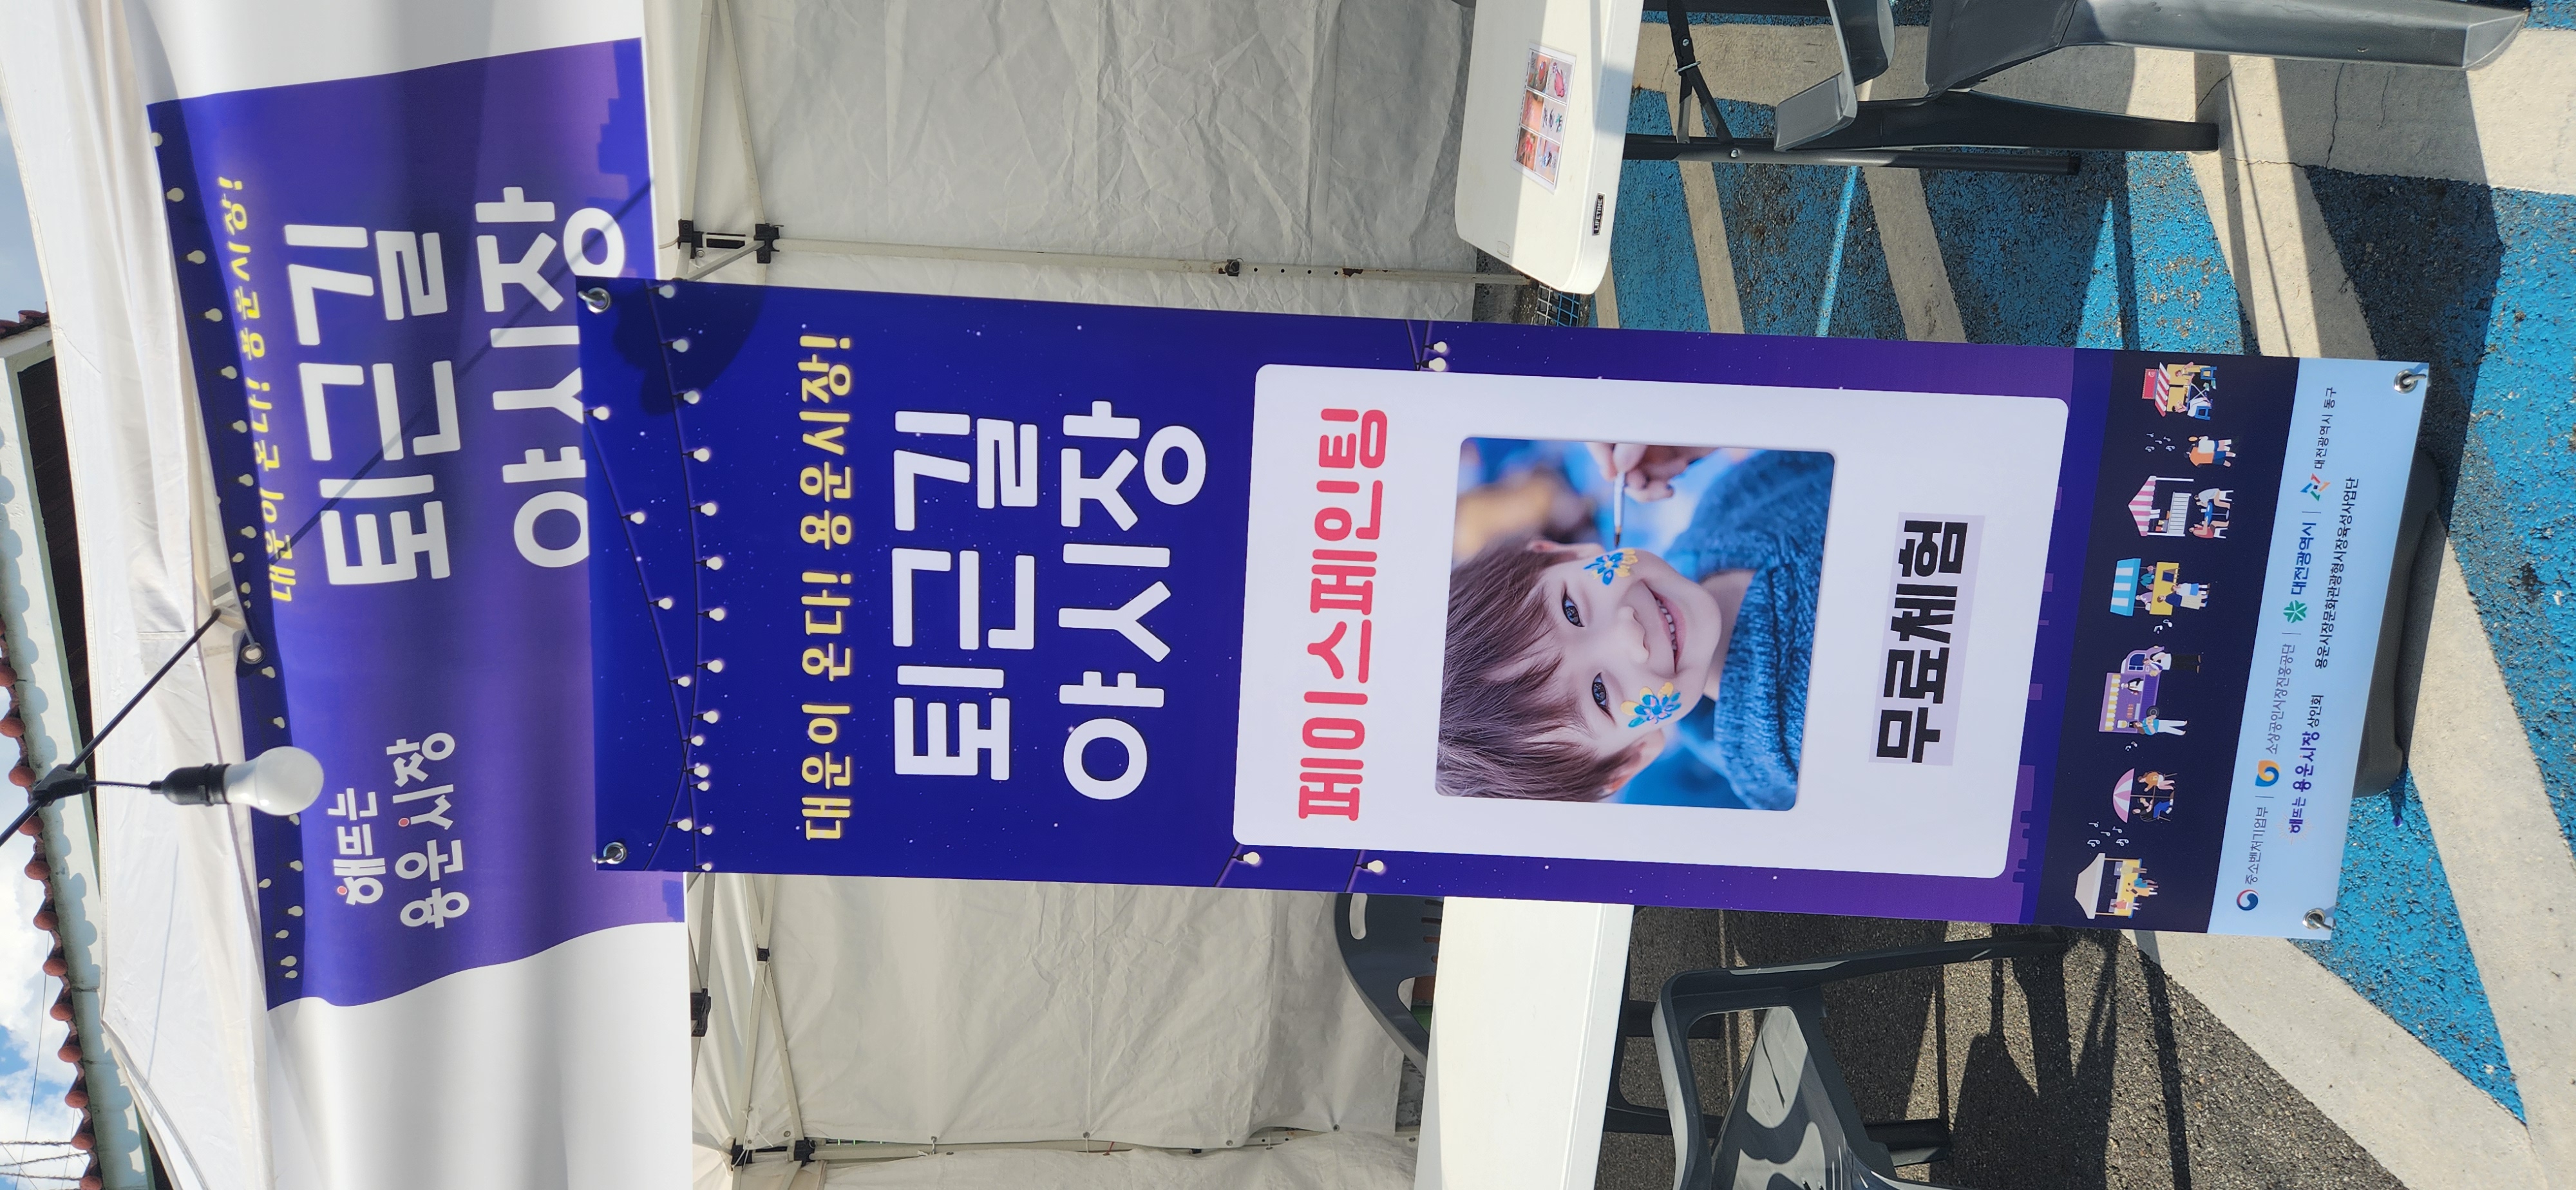 대운이 온다! 용운시장!
퇴근길
야시장
해뜨는
용운시장
대운이 온다! 용운시장!
퇴근길
야시장
페이스페인팅
무료체험
중소벤처기업부 소상공인시장진흥공단 대전광역시 대전광역시 동구
해뜨는 용운시장 상인회 용운시장문화관광형시장육성사업단
LIFETIME